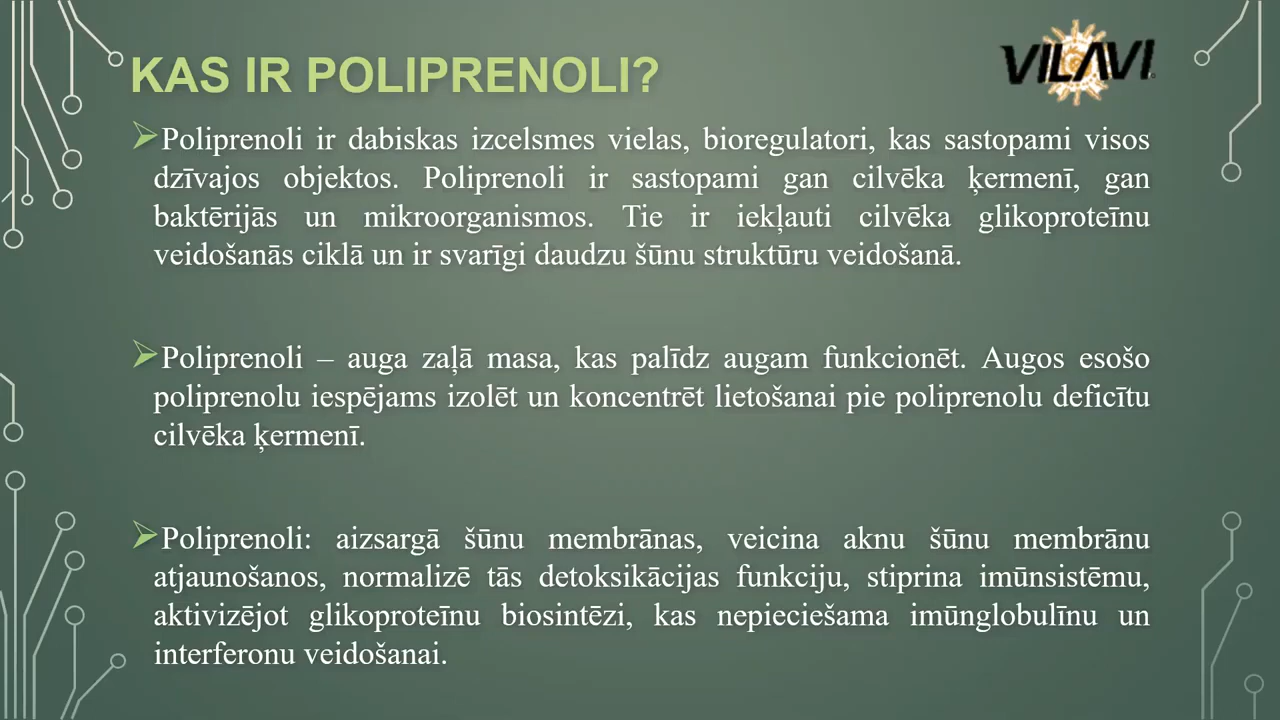 KAS IR POLIPRENOLI?
VILAVI
Poliprenoli ir dabiskas izcelsmes vielas, bioregulatori, kas sastopami visos
dzīvajos objektos. Poliprenoli ir sastopami gan cilvēka ķermenī, gan
baktērijās un mikroorganismos. Tie ir iekļauti cilvēka glikoproteīnu
veidošanās ciklā un ir svarīgi daudzu šūnu struktūru veidošanā.
Poliprenoli – auga zaļā masa, kas palīdz augam funkcionēt. Augos esošo
poliprenolu iespējams izolēt un koncentrēt lietošanai pie poliprenolu deficītu
cilvēka ķermenī.
Poliprenoli: aizsargā šūnu membrānas, veicina aknu šūnu membrānu
atjaunošanos, normalizē tās detoksikācijas funkciju, stiprina imūnsistēmu,
aktivizējot glikoproteīnu biosintēzi, kas nepieciešama imūnglobulīnu un
interferonu veidošanai.